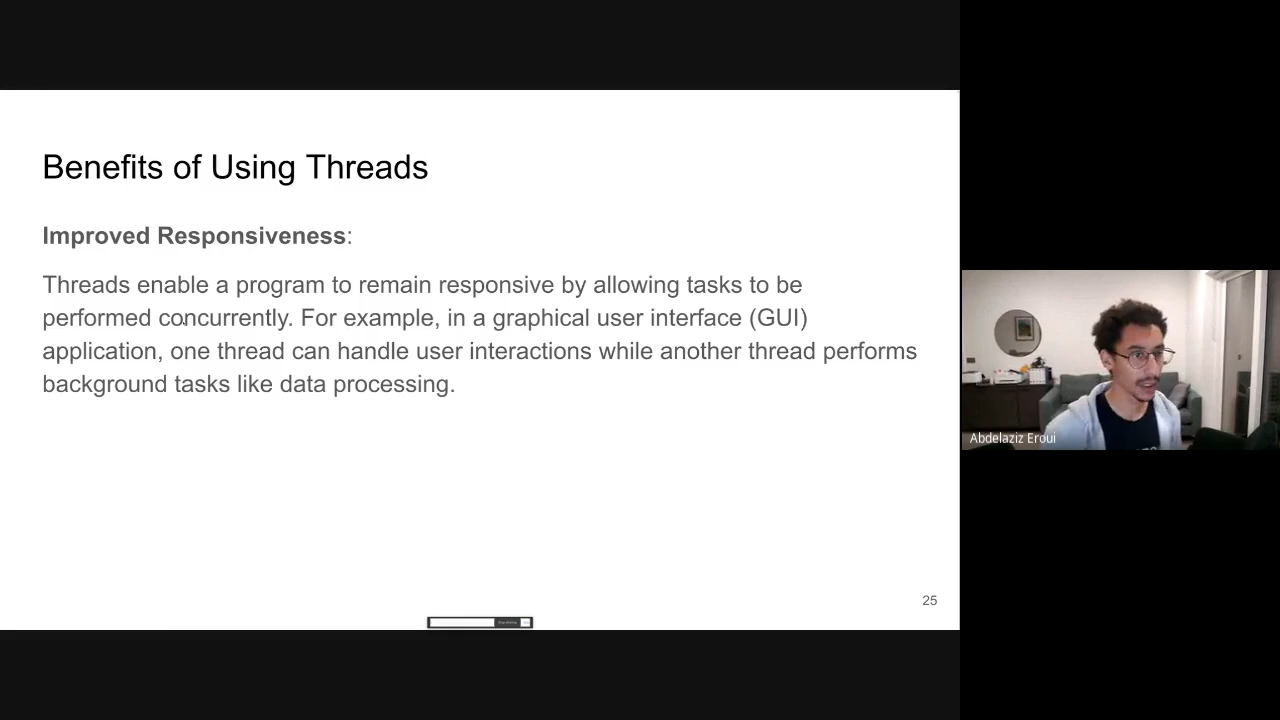 Benefits of Using Threads
Improved Responsiveness:
Threads enable a program to remain responsive by allowing tasks to be
performed concurrently. For example, in a graphical user interface (GUI)
application, one thread can handle user interactions while another thread performs
background tasks like data processing.
25
Abdelaziz Eroui